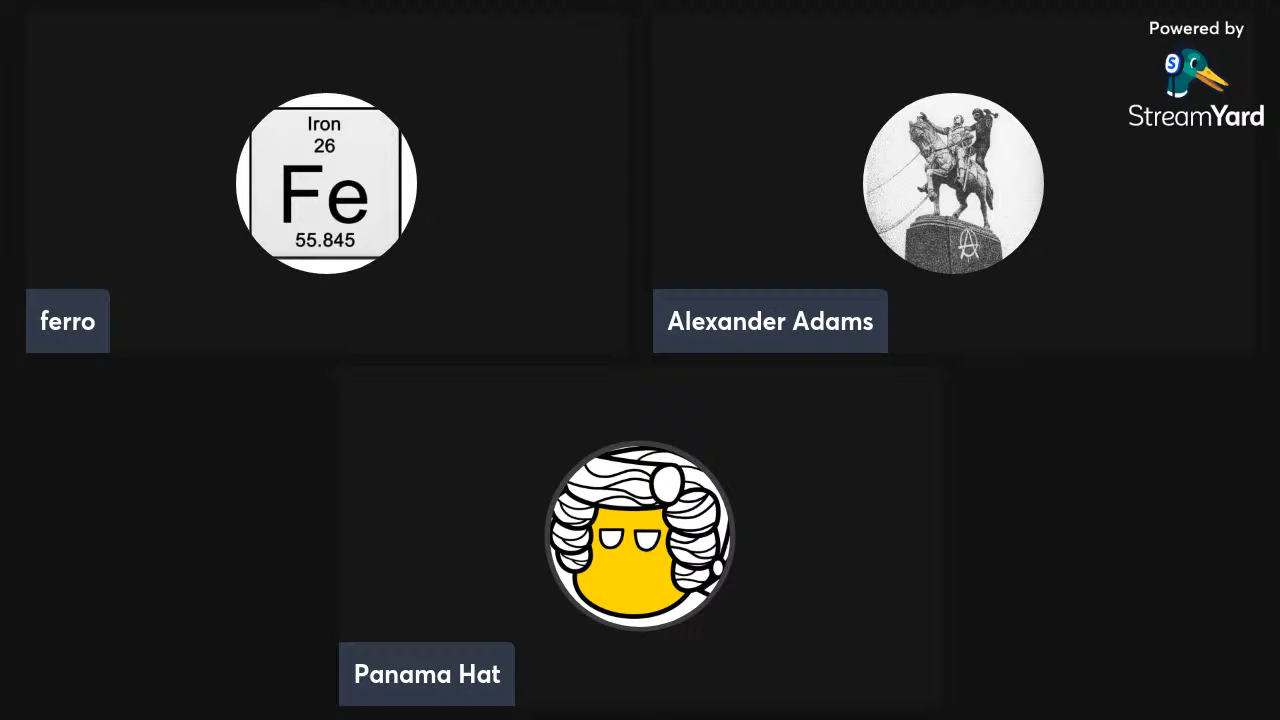 Powered by
S
StreamYard
Iron
26
Fe
55.845
ferro
Alexander Adams
Panama Hat